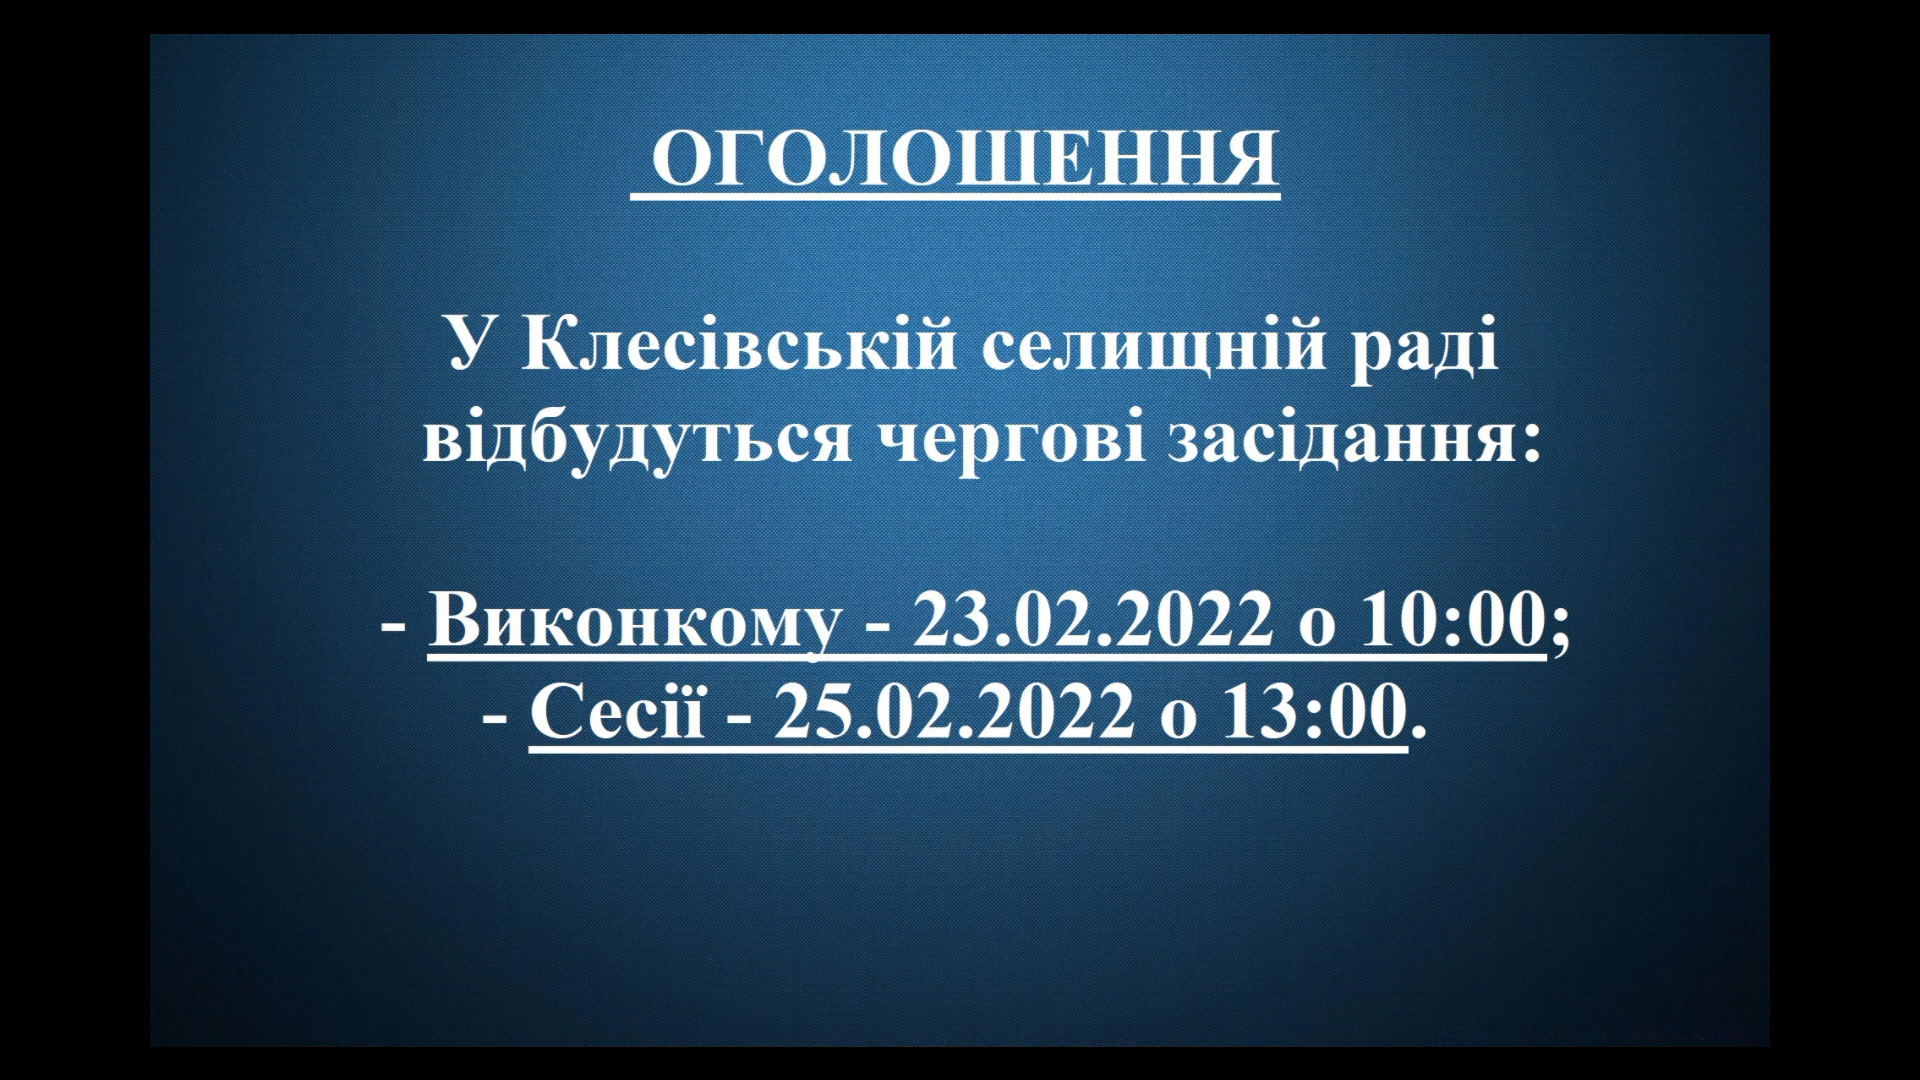 ОГОЛОШЕННЯ
У Клесівській селищній раді
відбудуться чергові засідання:
- Виконкому - 23.02.2022 о 10:00;
- Сесії - 25.02.2022 о 13:00.